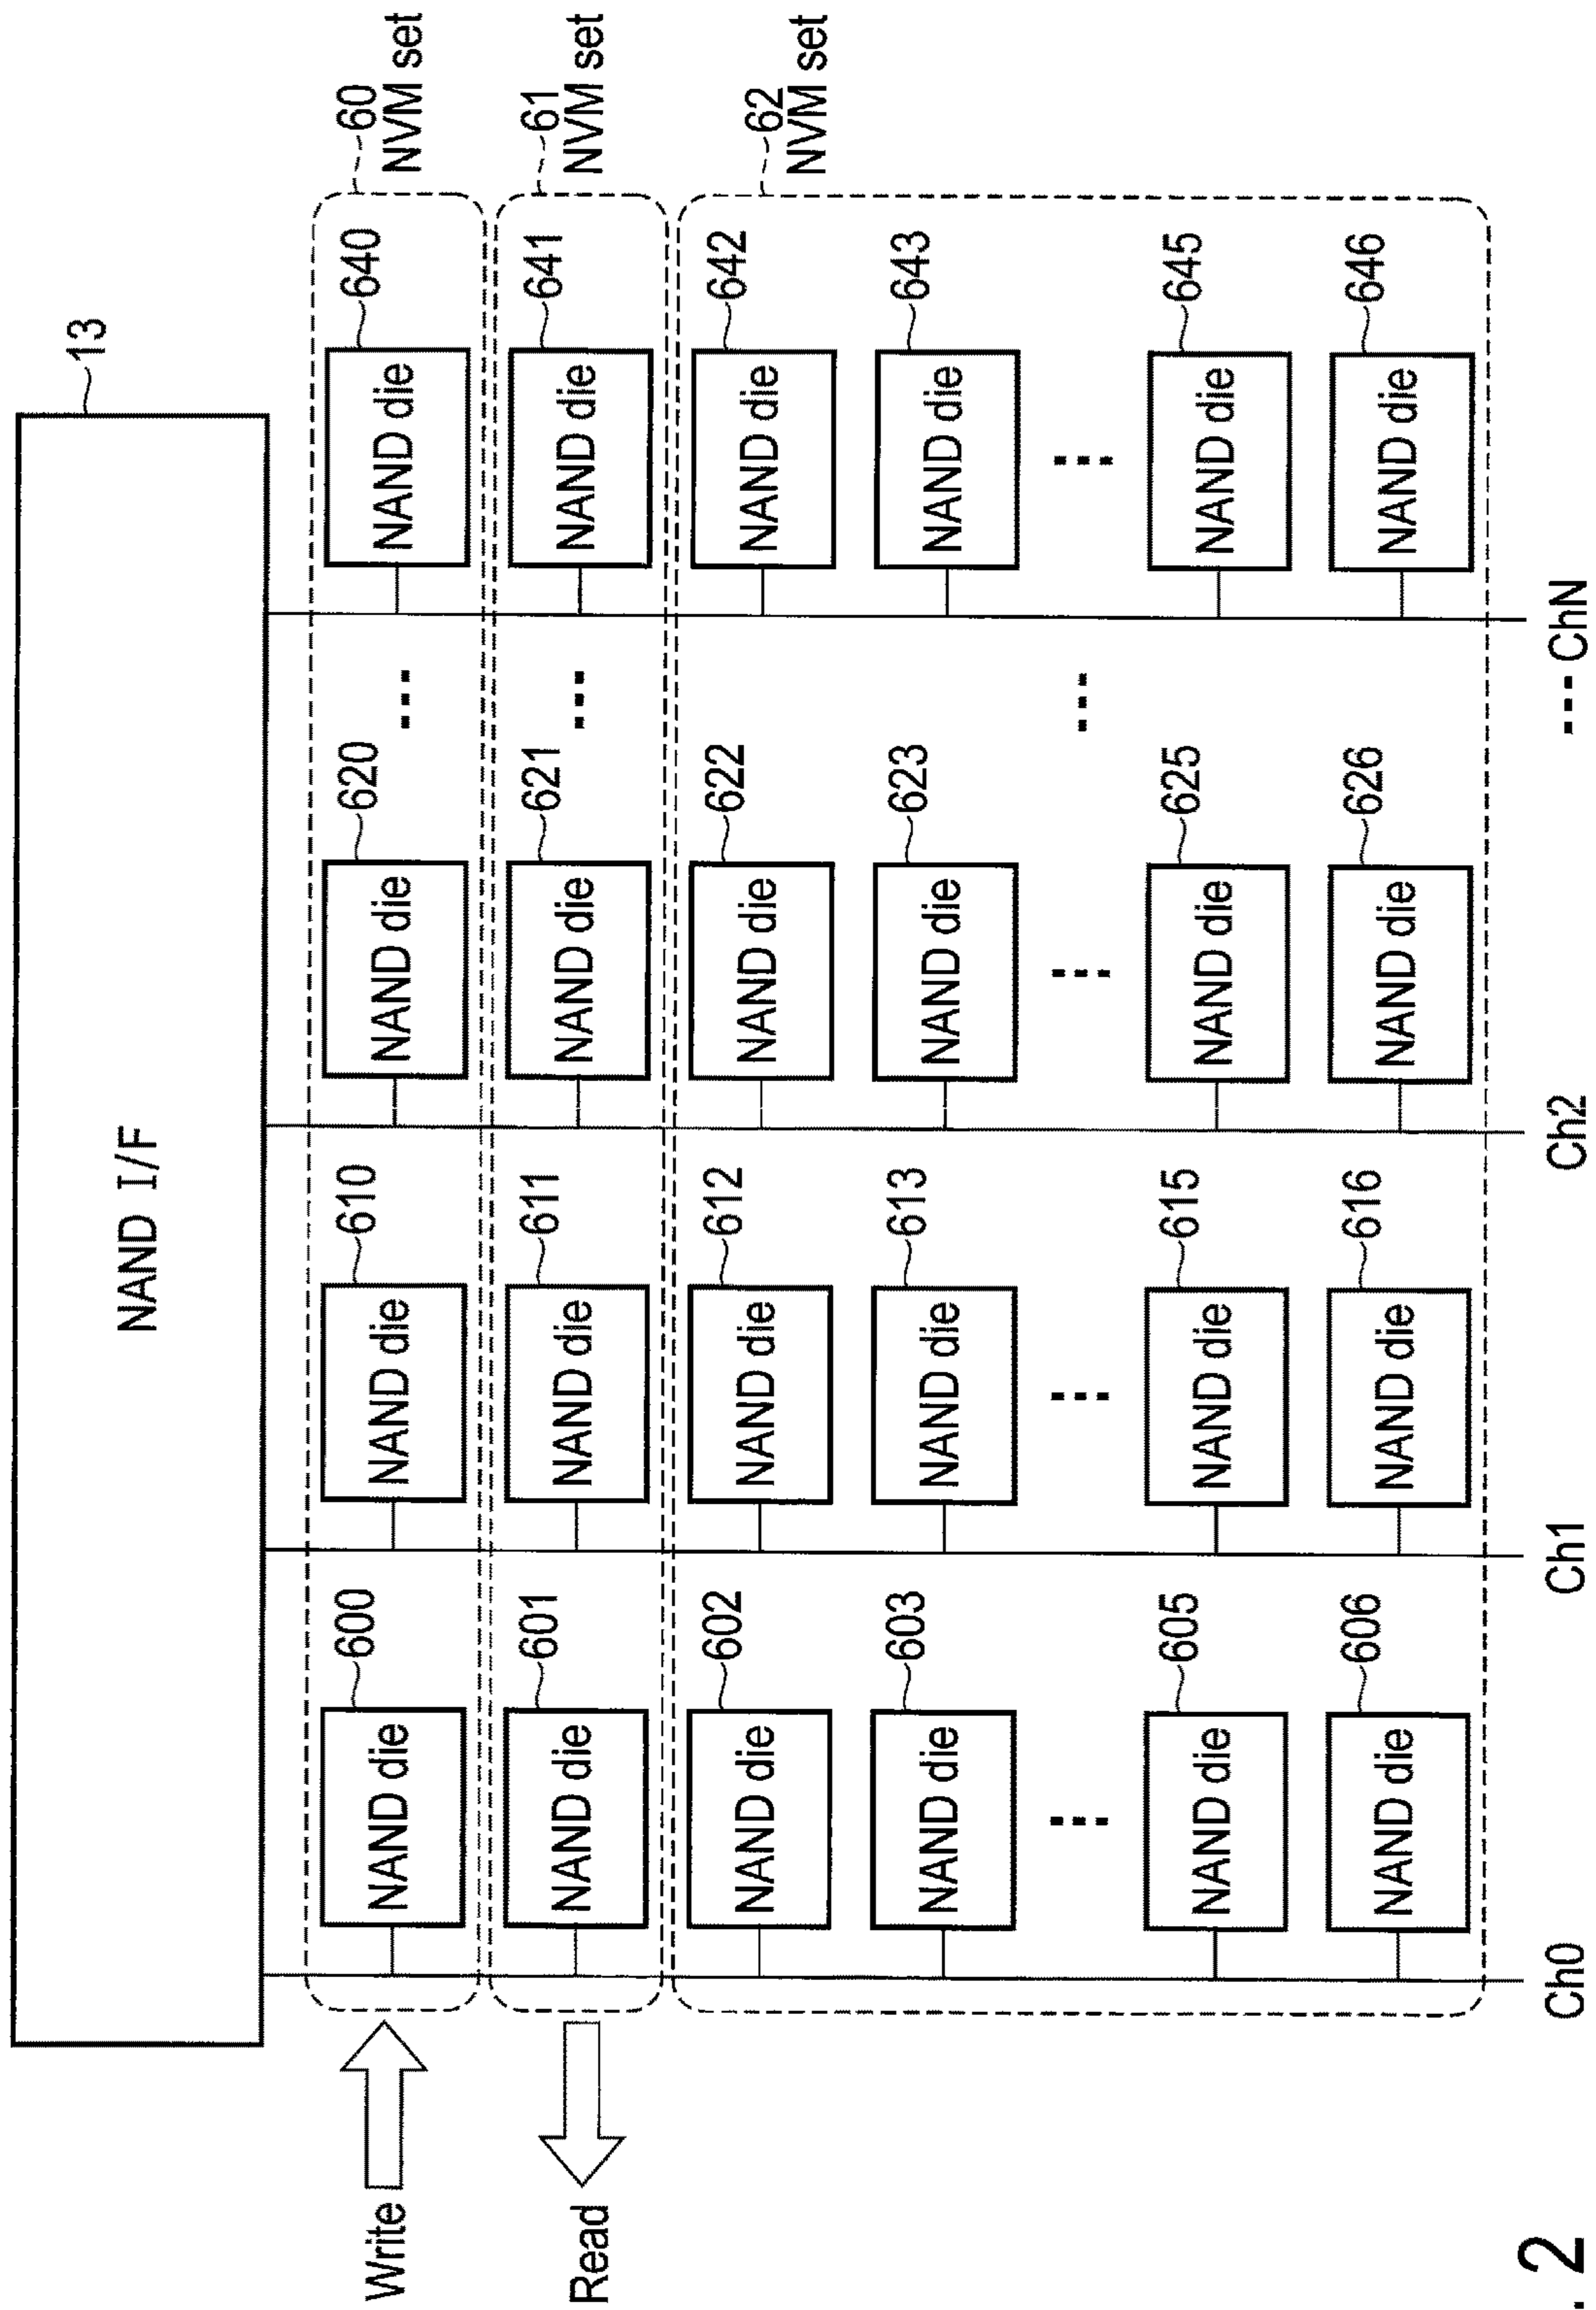 13
NAND I/F
60
NVM set
61
NVM set
62
NVM set
Write
Read
600
610
620
640
NAND die
NAND die
NAND die
NAND die
601
611
621
641
NAND die
NAND die
NAND die
NAND die
602
612
622
642
NAND die
NAND die
NAND die
NAND die
603
613
623
643
NAND die
NAND die
NAND die
NAND die
605
615
625
645
NAND die
NAND die
NAND die
NAND die
606
616
626
646
NAND die
NAND die
NAND die
NAND die
Ch0
Ch1
Ch2
ChN
. 2